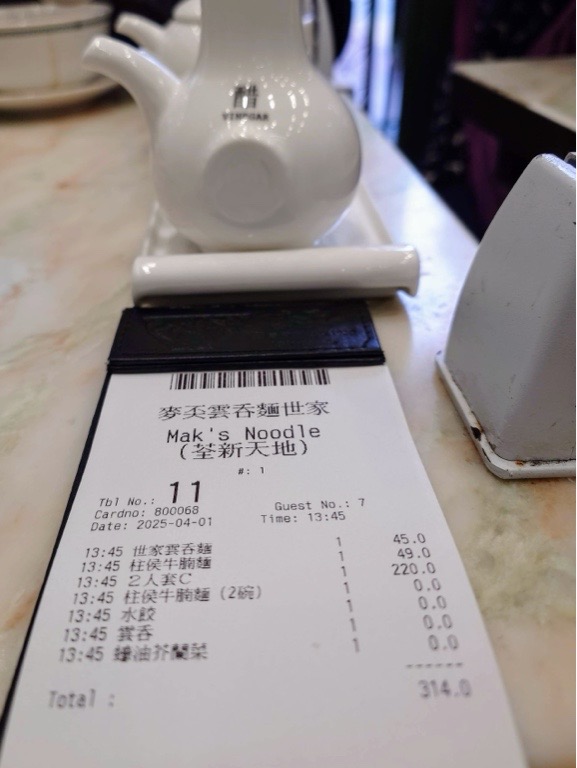 醋
VINEGAR
麥奀雲吞麵世家
Mak's Noodle
(荃新天地)
#: 1
Tbl No.: 11
Cardno: 800068 Guest No.: 7
Date: 2025-04-01 Time: 13:45
13:45 世家雲吞麵 1 45.0
13:45 柱侯牛腩麵 1 49.0
13:45 2人套C 1 220.0
13:45 柱侯牛腩麵 (2碗) 1 0.0
13:45 水餃 1 0.0
13:45 雲吞 1 0.0
13:45 蠔油芥蘭菜 1 0.0
------
Total : 314.0